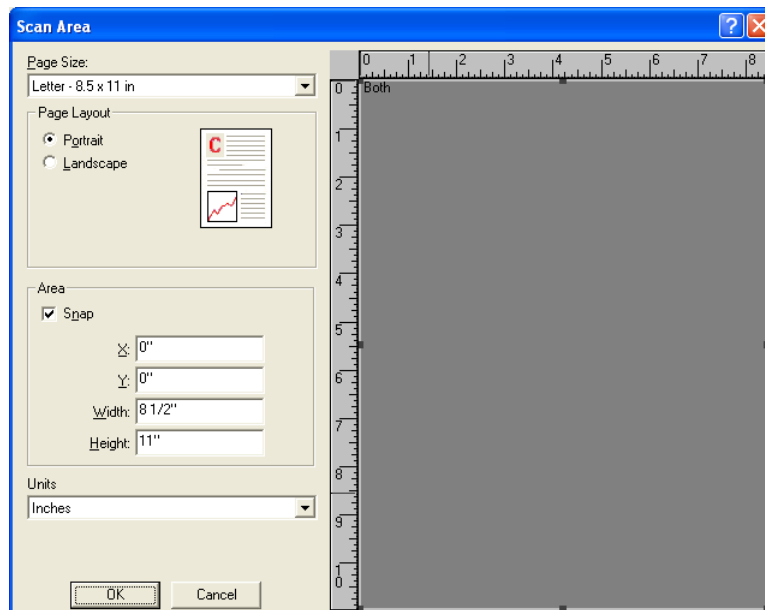 Scan Area
Page Size:
Letter - 8.5 x 11 in
Page Layout
Portrait
Landscape
C
Area
Snap
X: 0"
Y: 0"
Width: 8 1/2"
Height: 11"
Units
Inches
OK Cancel
0 1 2 3 4 5 6 7 8
Both
0
1
2
3
4
5
6
7
8
9
10